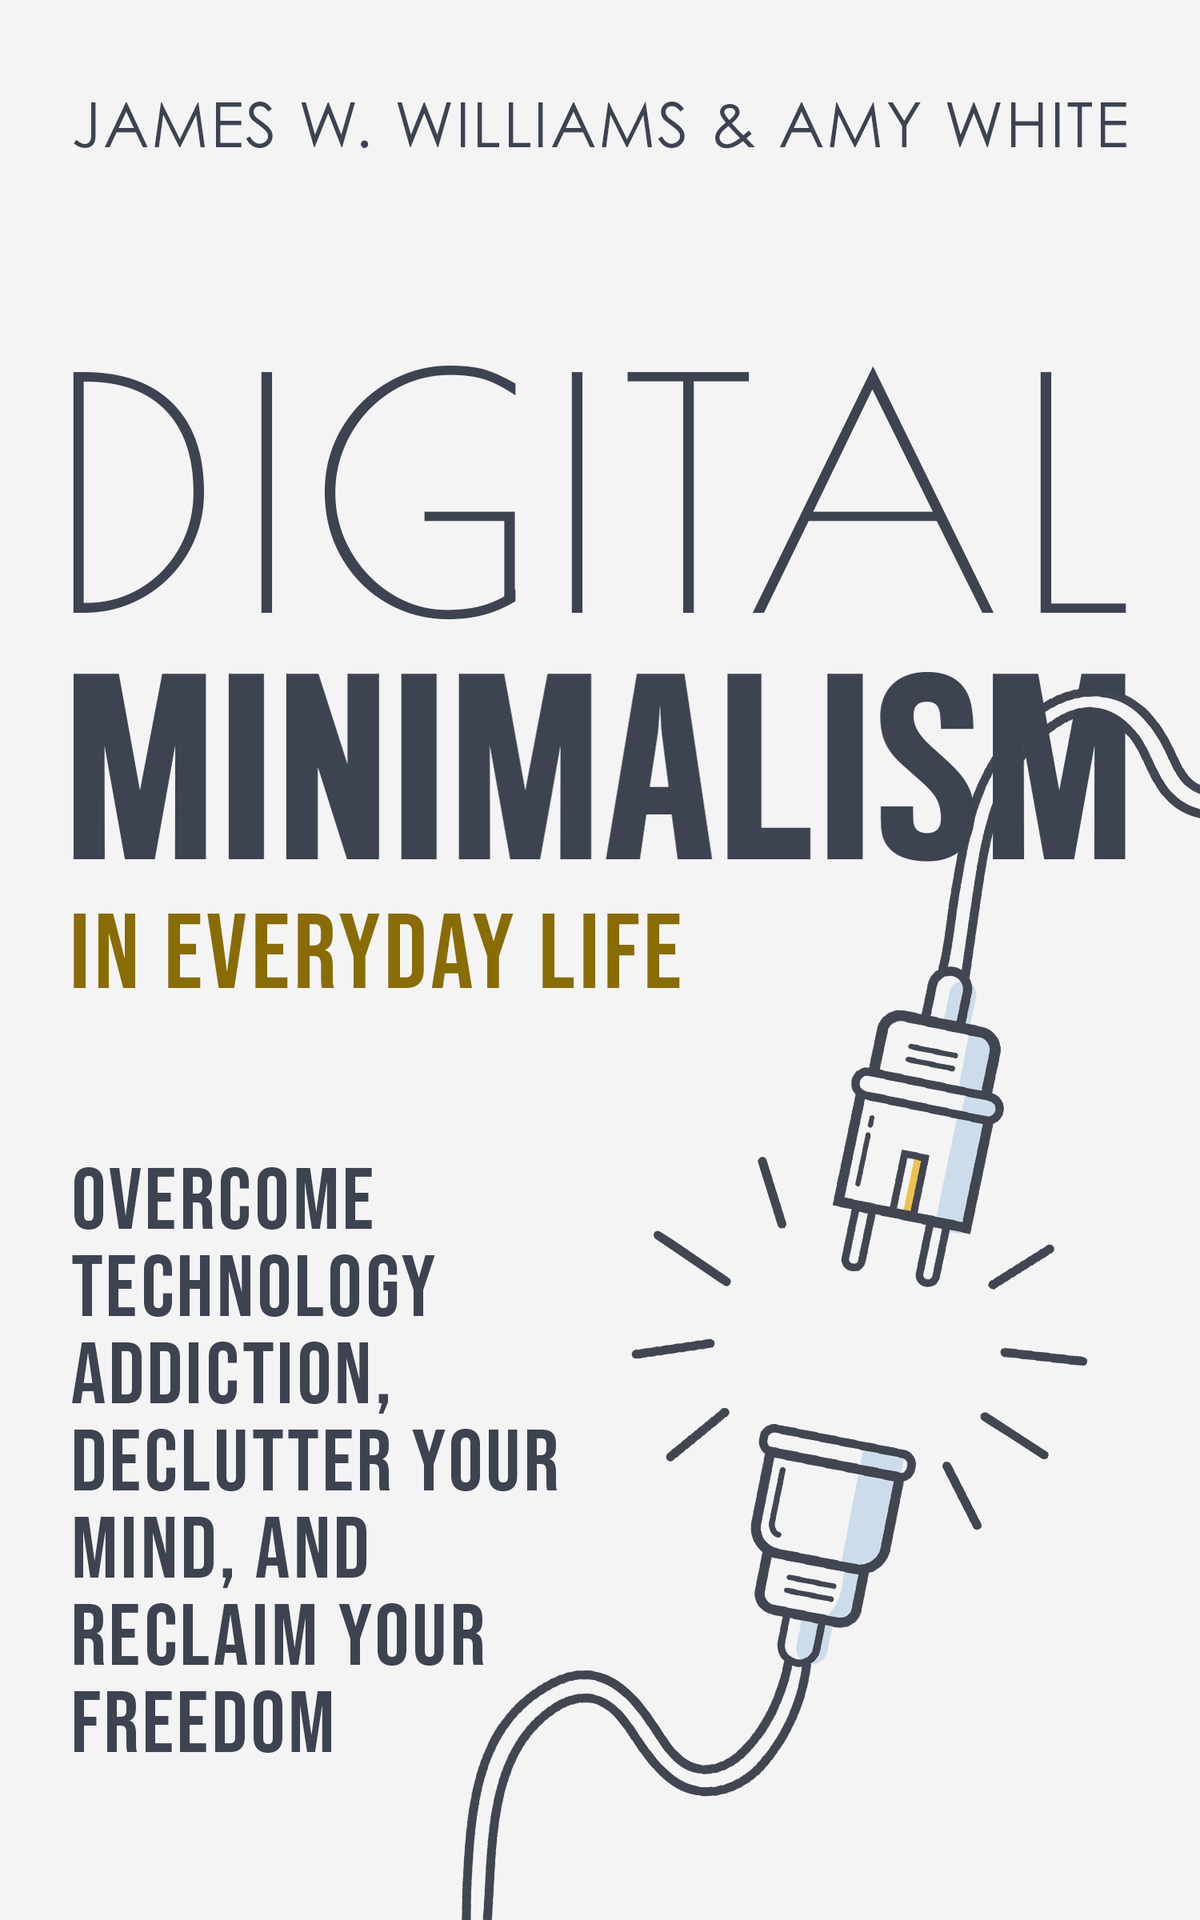 JAMES W. WILLIAMS & AMY WHITE
DIGITAL
MINIMALISM
IN EVERYDAY LIFE
OVERCOME
TECHNOLOGY
ADDICTION,
DECLUTTER YOUR
MIND, AND
RECLAIM YOUR
FREEDOM